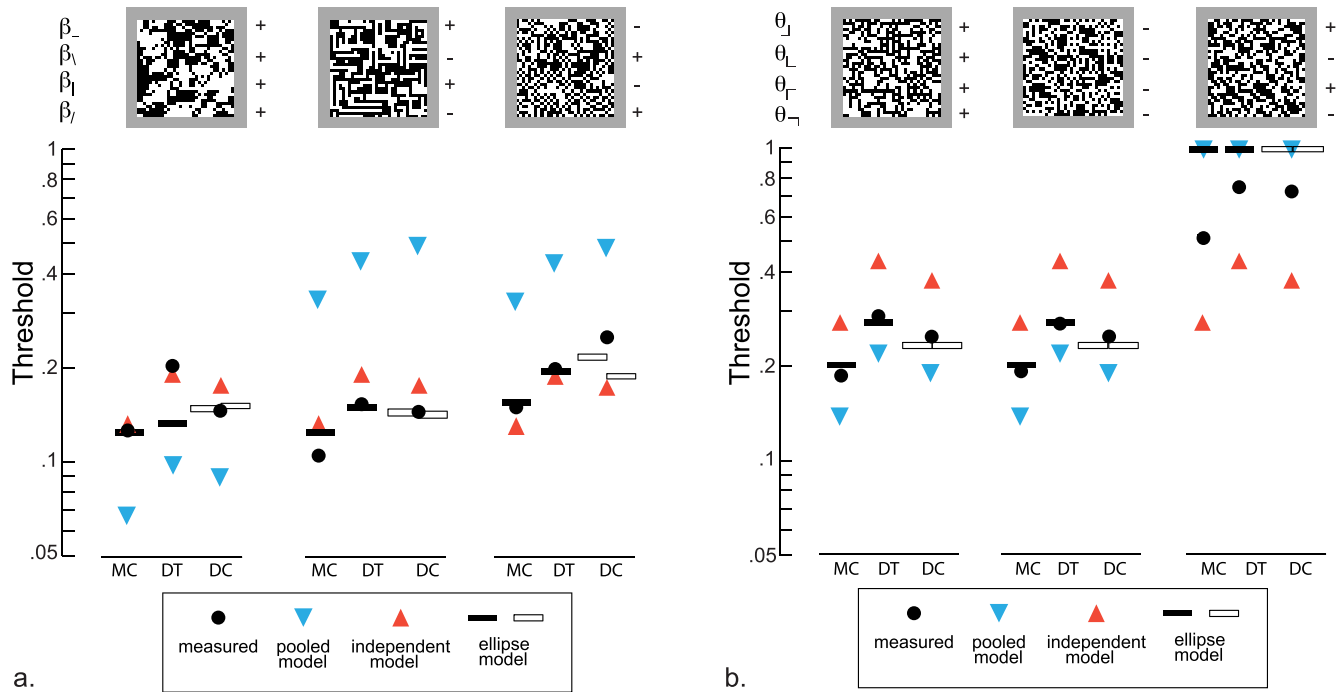 β_ + + -
β\ + - +
β| + + -
β/ + - +
1
.8
.6
.4
.2
.1
.05
Threshold
MC DT DC MC DT DC MC DT DC
measured pooled model independent model ellipse model
a.
θ⌟ + - +
θ⌞ + - -
θ⌜ + - +
θ⌝ + - -
1
.8
.6
.4
.2
.1
.05
Threshold
MC DT DC MC DT DC MC DT DC
measured pooled model independent model ellipse model
b.